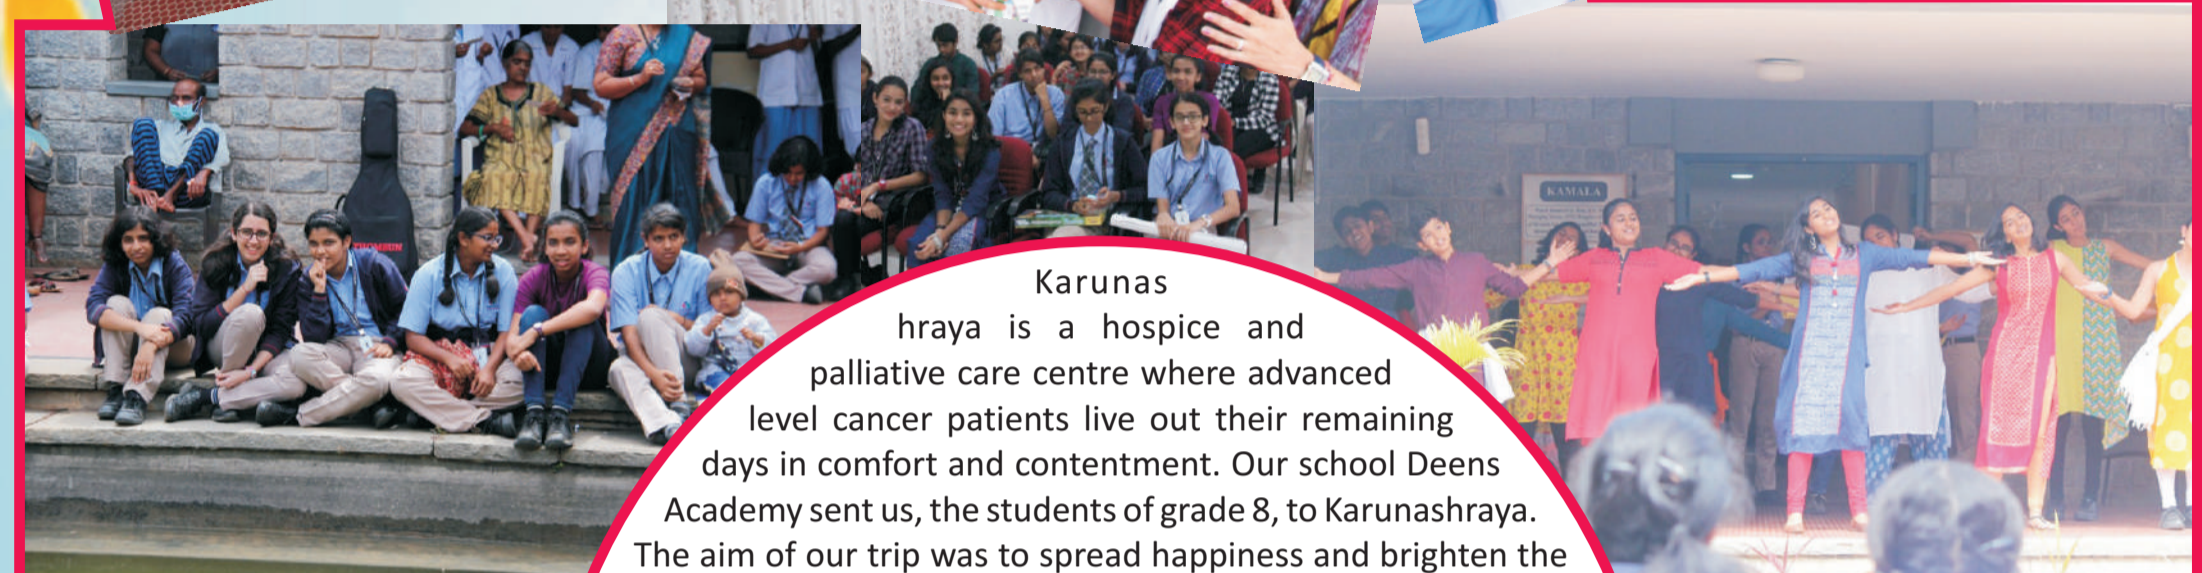 THOMSUN
KAMALA
Karunas
hraya is a hospice and
palliative care centre where advanced
level cancer patients live out their remaining
days in comfort and contentment. Our school Deens
Academy sent us, the students of grade 8, to Karunashraya.
The aim of our trip was to spread happiness and brighten the